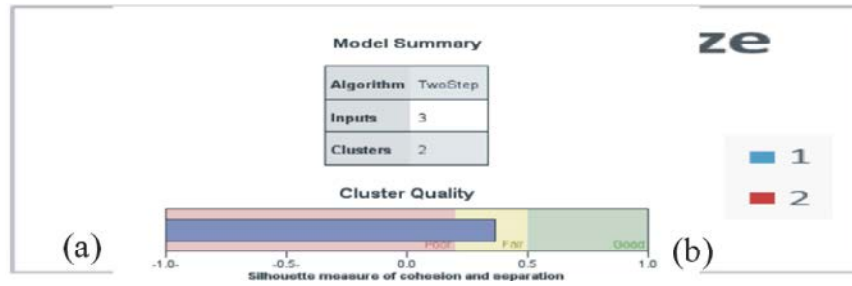 Model Summary
ze
Algorithm TwoStep
Inputs 3
Clusters 2
1
2
Cluster Quality
Poor Fair Good
(a) (b)
-1.0- -0.5- 0.0 0.5 1.0
Silhouette measure of cohesion and separation